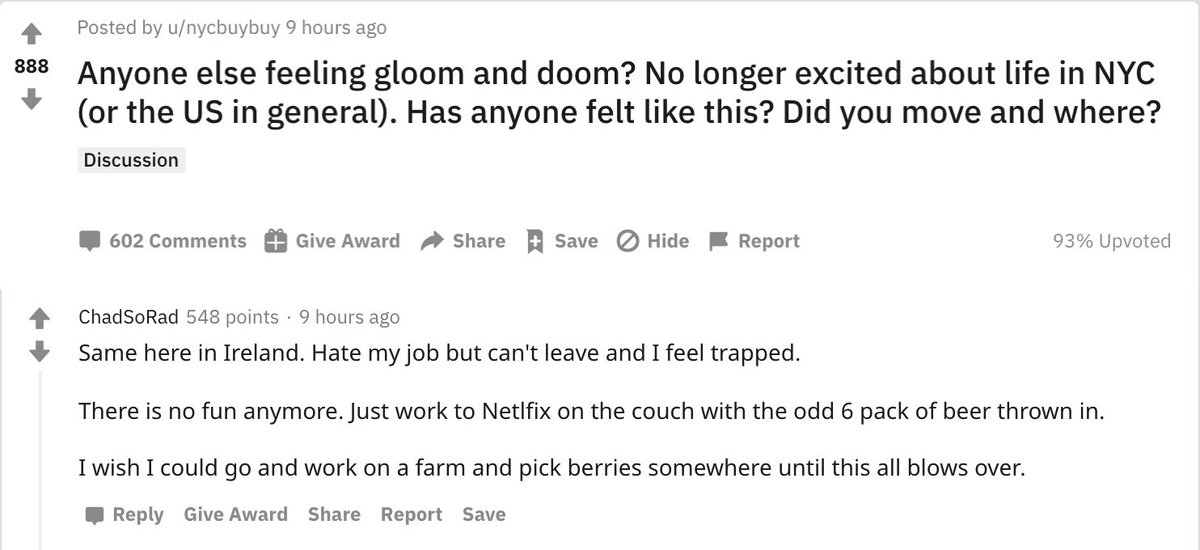 Posted by u/nycbuybuy 9 hours ago
888
Anyone else feeling gloom and doom? No longer excited about life in NYC
(or the US in general). Has anyone felt like this? Did you move and where?
Discussion
602 Comments Give Award Share Save Hide Report 93% Upvoted
ChadSoRad 548 points · 9 hours ago
Same here in Ireland. Hate my job but can't leave and I feel trapped.
There is no fun anymore. Just work to Netlfix on the couch with the odd 6 pack of beer thrown in.
I wish I could go and work on a farm and pick berries somewhere until this all blows over.
Reply Give Award Share Report Save